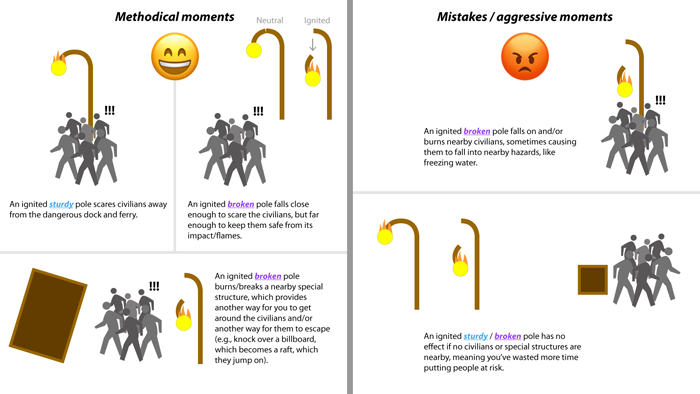 Methodical moments
Neutral
Ignited
!!!
An ignited sturdy pole scares civilians away
from the dangerous dock and ferry.
!!!
An ignited broken pole falls close
enough to scare the civilians, but far
enough to keep them safe from its
impact/flames.
!!!
An ignited broken pole
burns/breaks a nearby special
structure, which provides
another way for you to get
around the civilians and/or
another way for them to escape
(e.g., knock over a billboard,
which becomes a raft, which
they jump on).
Mistakes / aggressive moments
!!!
An ignited broken pole falls on and/or
burns nearby civilians, sometimes causing
them to fall into nearby hazards, like
freezing water.
An ignited sturdy / broken pole has no
effect if no civilians or special structures are
nearby, meaning you've wasted more time
putting people at risk.